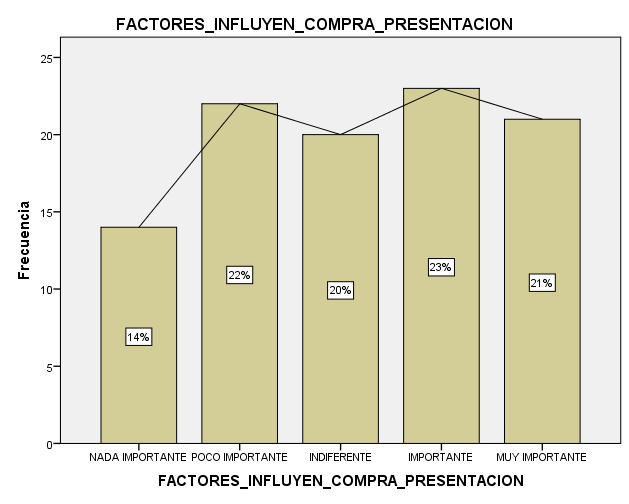 FACTORES_INFLUYEN_COMPRA_PRESENTACION
Frecuencia
25
20
15
10
5
0
14%
22%
20%
23%
21%
NADA IMPORTANTE POCO IMPORTANTE INDIFERENTE IMPORTANTE MUY IMPORTANTE
FACTORES_INFLUYEN_COMPRA_PRESENTACION